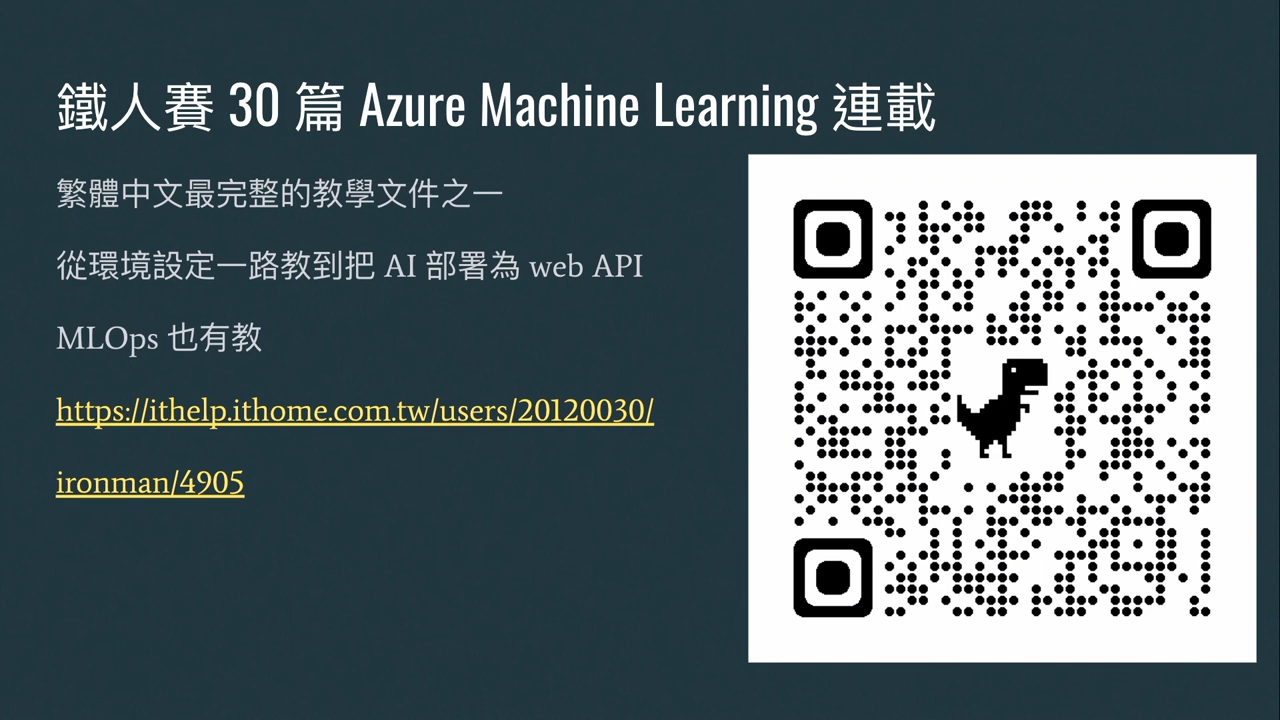 鐵人賽 30 篇 Azure Machine Learning 連載
繁體中文最完整的教學文件之一
從環境設定一路教到把 AI 部署為 web API
MLOps 也有教
https://ithelp.ithome.com.tw/users/20120030/
ironman/4905